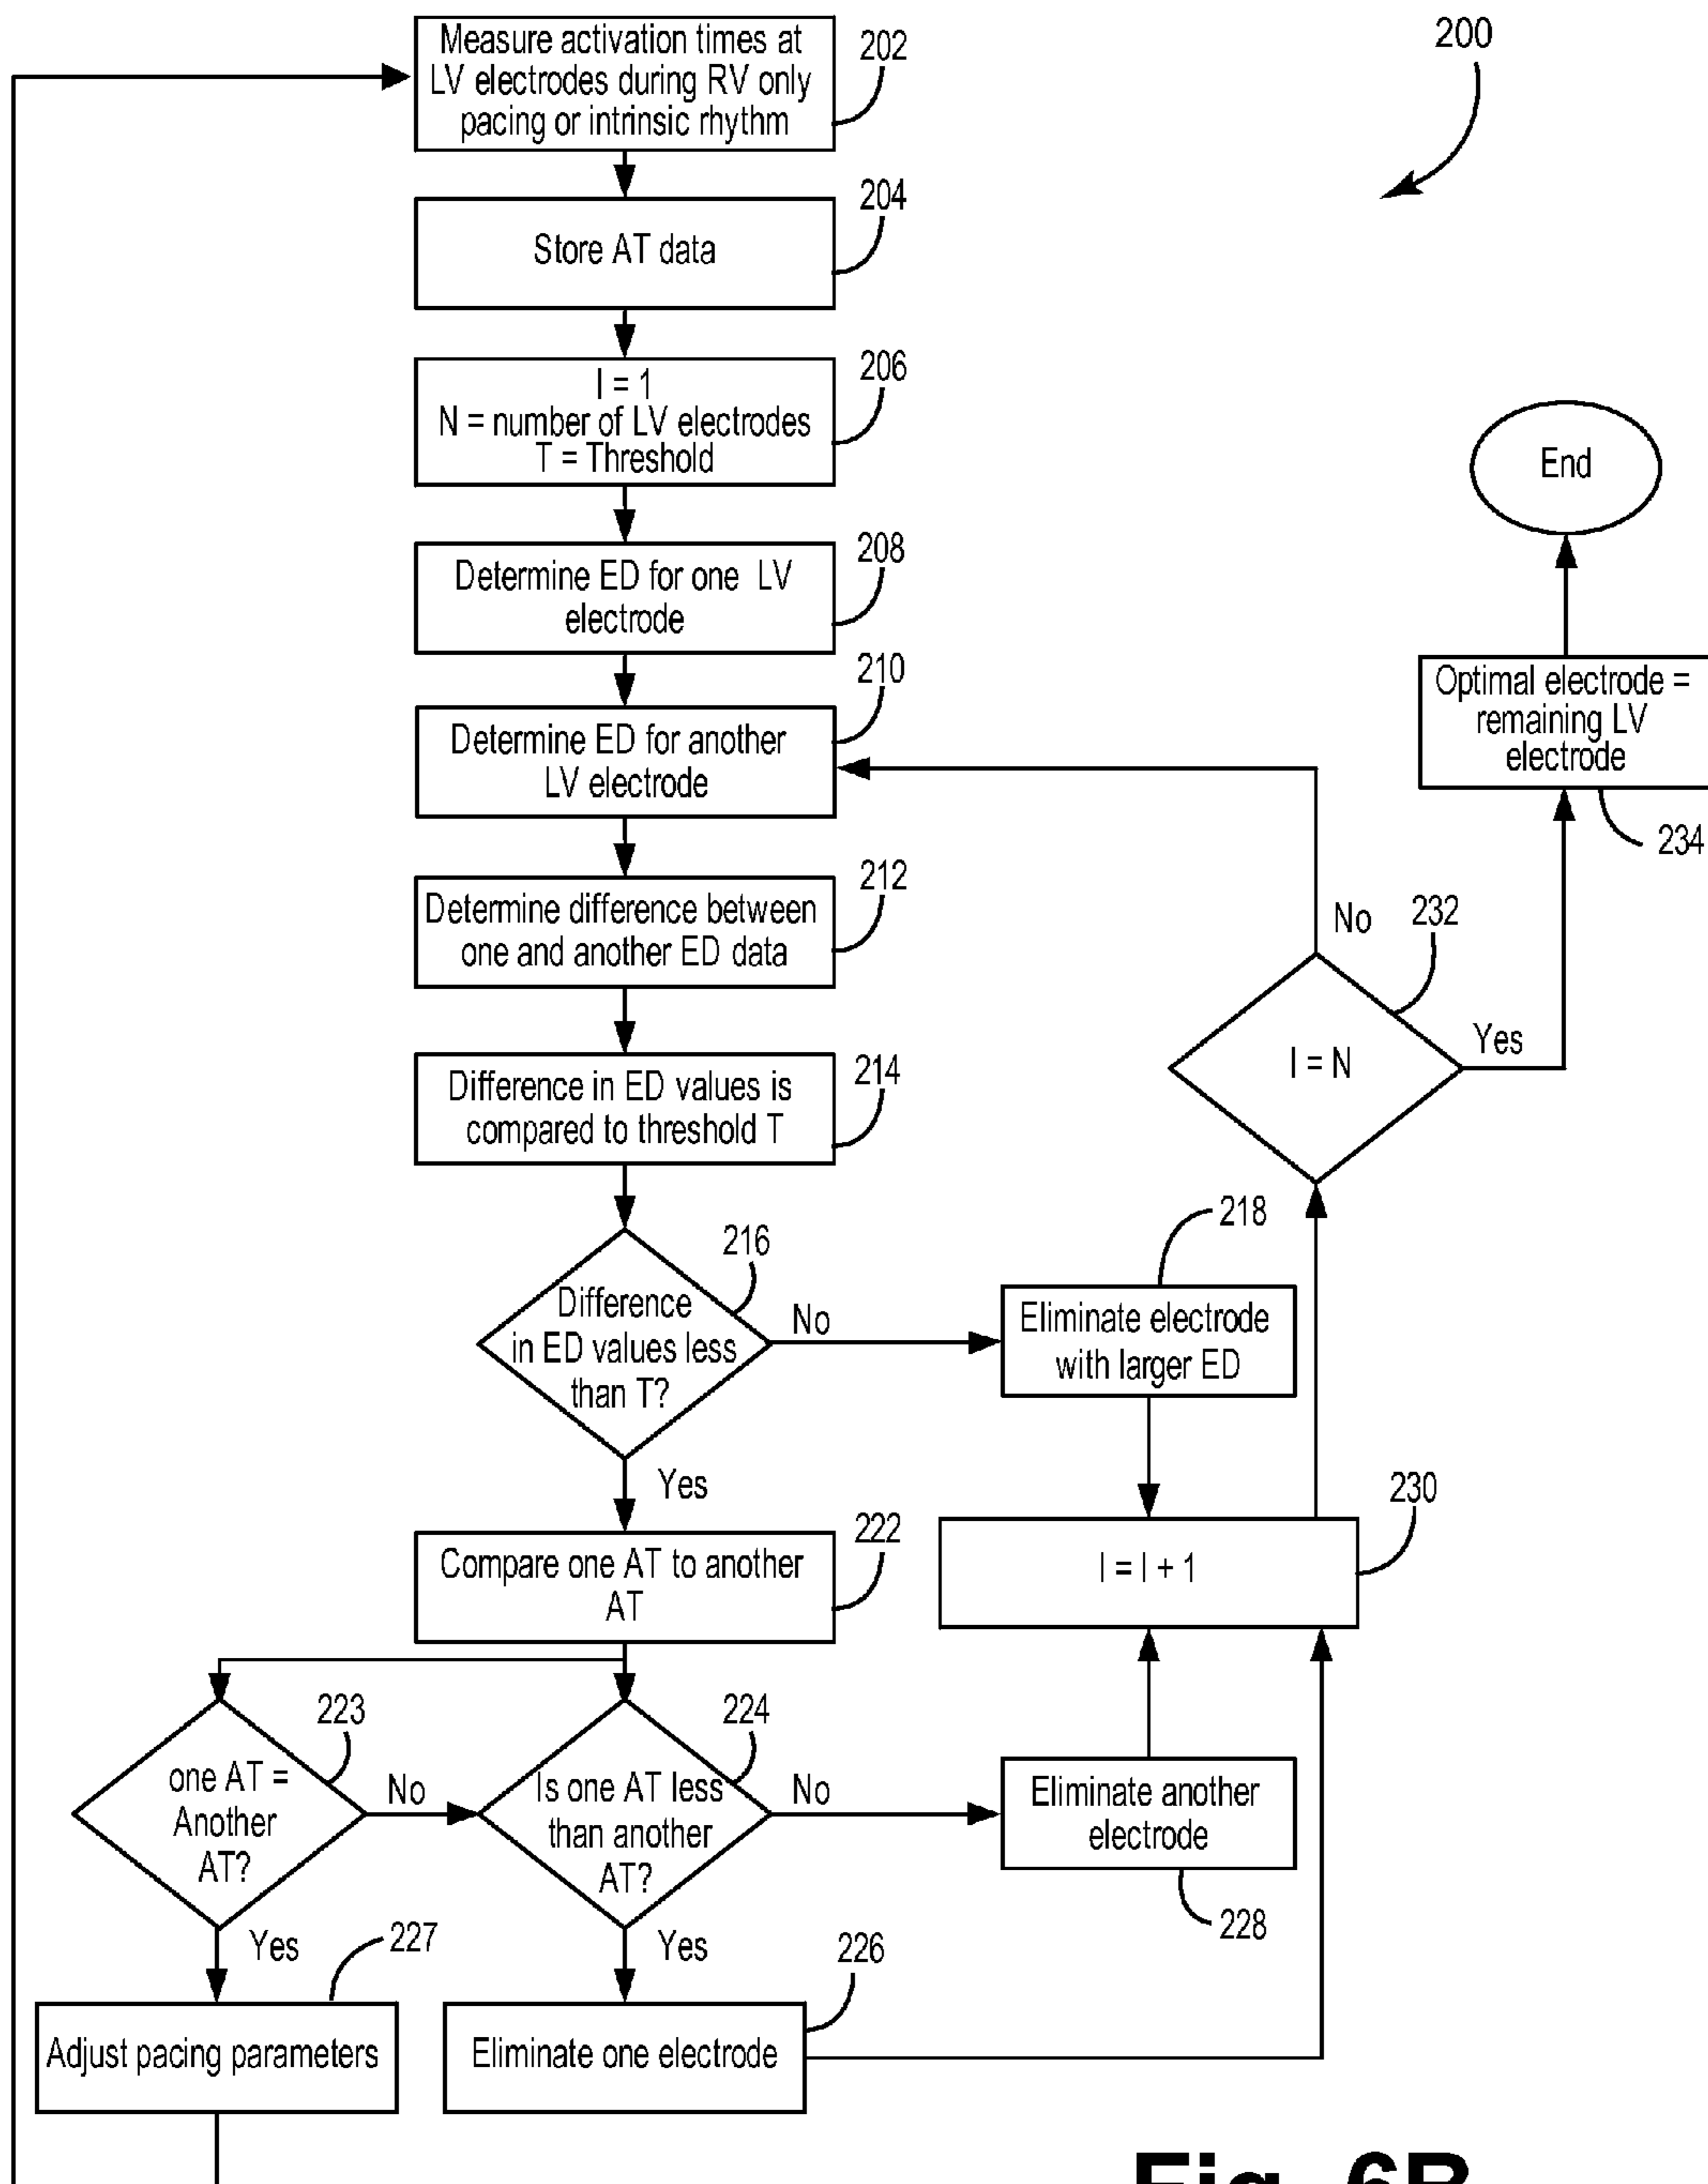 200
Measure activation times at
LV electrodes during RV only
pacing or intrinsic rhythm
202
Store AT data
204
I = 1
N = number of LV electrodes
T = Threshold
206
Determine ED for one LV
electrode
208
Determine ED for another
LV electrode
210
Determine difference between
one and another ED data
212
Difference in ED values is
compared to threshold T
214
Difference
in ED values less
than T?
216
No
Yes
Eliminate electrode
with larger ED
218
Compare one AT to another
AT
222
one AT =
Another
AT?
223
No
Yes
Is one AT less
than another
AT?
224
No
Yes
Adjust pacing parameters
227
Eliminate one electrode
226
Eliminate another
electrode
228
I = I + 1
230
I = N
232
No
Yes
Optimal electrode =
remaining LV
electrode
234
End
Fig. 6B